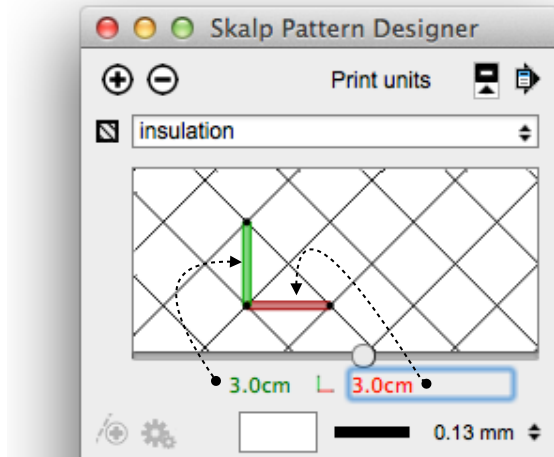 Skalp Pattern Designer
Print units
insulation
3.0cm 3.0cm
0.13 mm